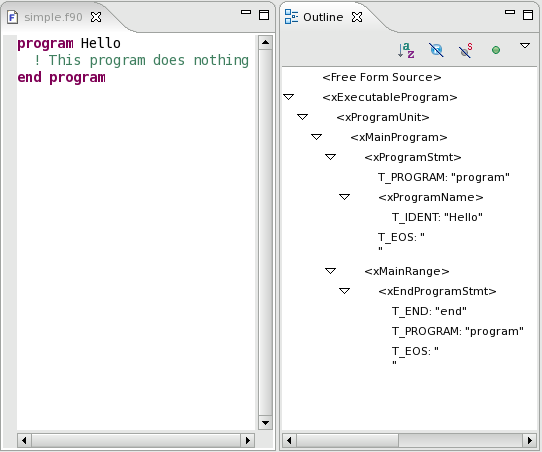 simple.f90
program Hello
! This program does nothing
end program
Outline
<Free Form Source>
<xExecutableProgram>
<xProgramUnit>
<xMainProgram>
<xProgramStmt>
T_PROGRAM: "program"
<xProgramName>
T_IDENT: "Hello"
T_EOS: "
"
<xMainRange>
<xEndProgramStmt>
T_END: "end"
T_PROGRAM: "program"
T_EOS: "
"